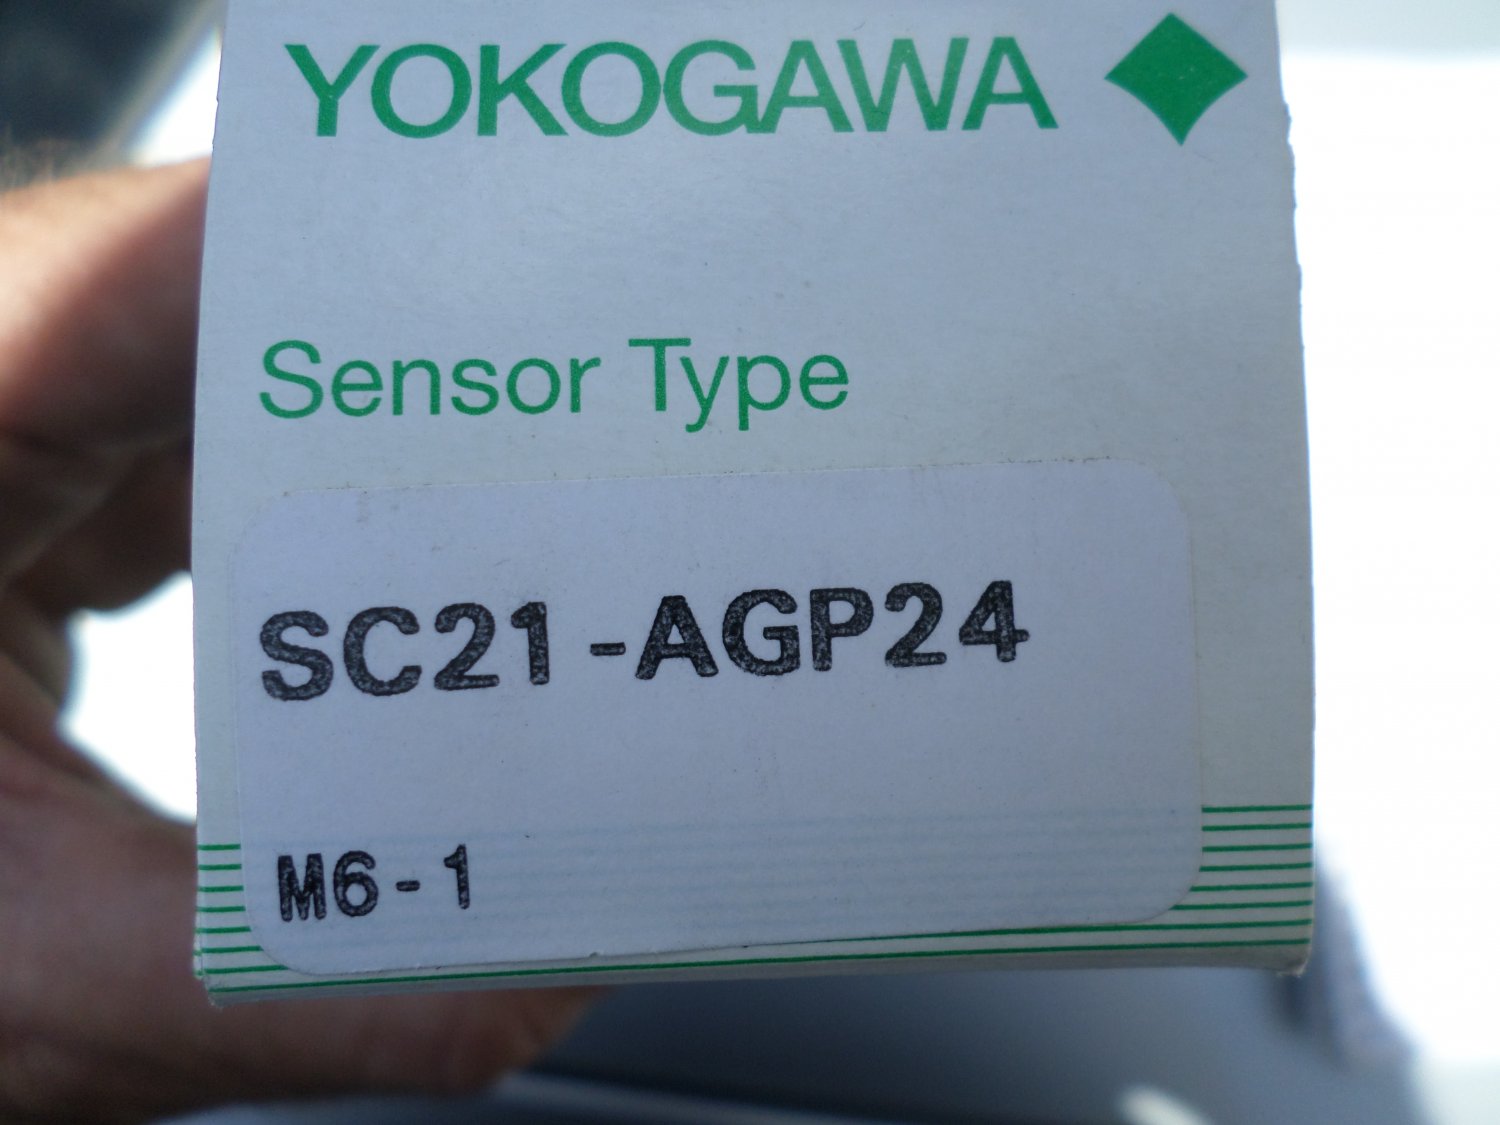 YOKOGAWA
Sensor Type
SC21-AGP24
M6-1